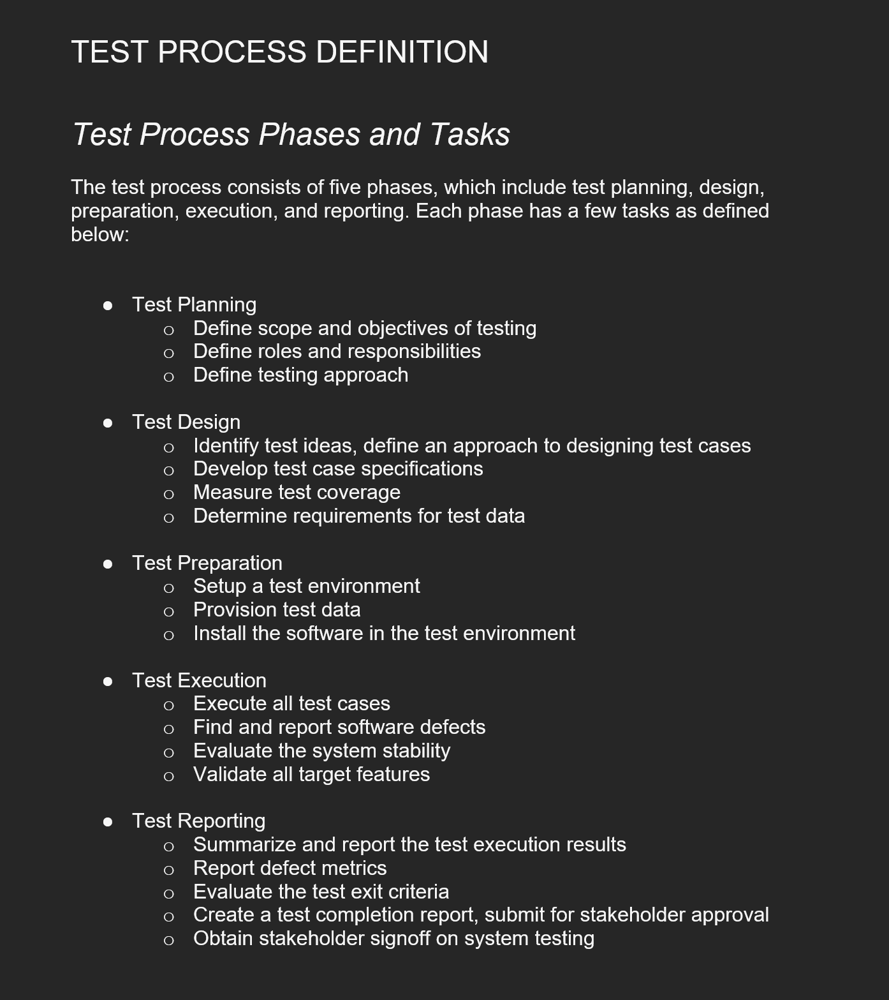 TEST PROCESS DEFINITION
Test Process Phases and Tasks
The test process consists of five phases, which include test planning, design,
preparation, execution, and reporting. Each phase has a few tasks as defined
below:
● Test Planning
o Define scope and objectives of testing
o Define roles and responsibilities
o Define testing approach
● Test Design
o Identify test ideas, define an approach to designing test cases
o Develop test case specifications
o Measure test coverage
o Determine requirements for test data
● Test Preparation
o Setup a test environment
o Provision test data
o Install the software in the test environment
● Test Execution
o Execute all test cases
o Find and report software defects
o Evaluate the system stability
o Validate all target features
● Test Reporting
o Summarize and report the test execution results
o Report defect metrics
o Evaluate the test exit criteria
o Create a test completion report, submit for stakeholder approval
o Obtain stakeholder signoff on system testing